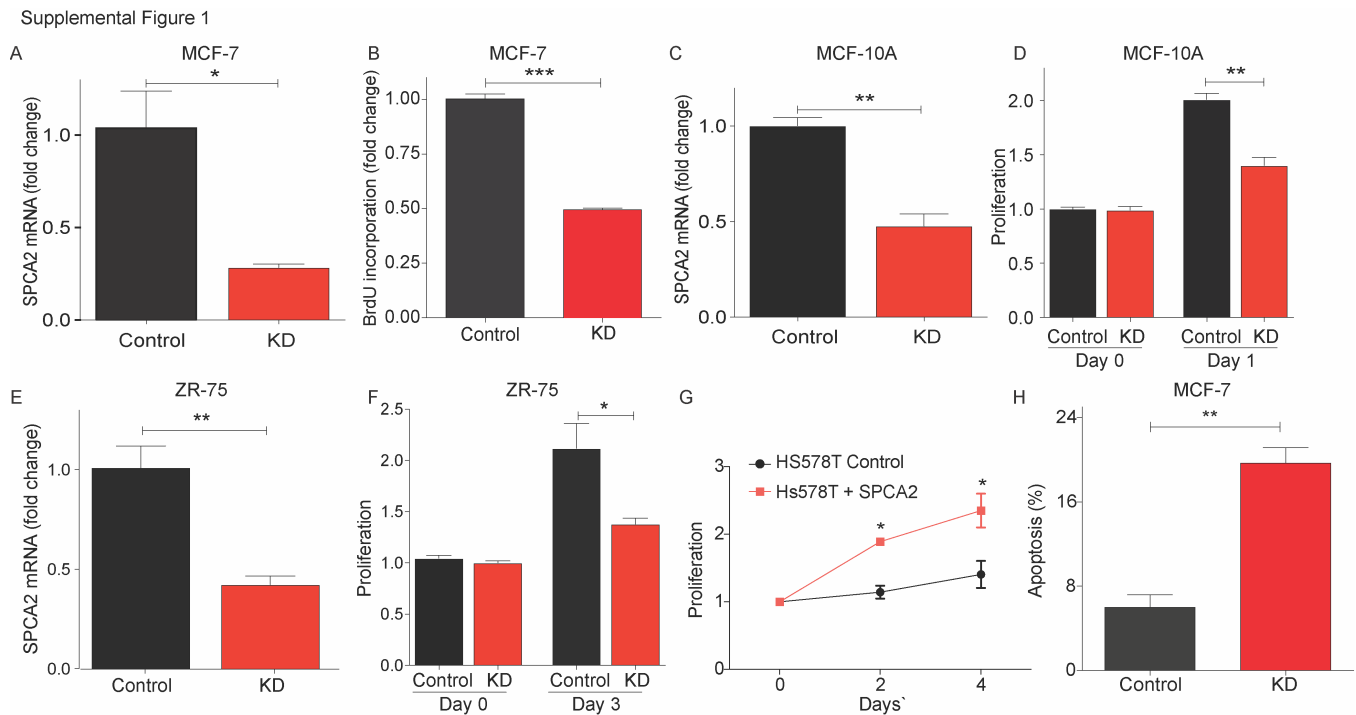 Supplemental Figure 1
A
MCF-7
*
SPCA2 mRNA (fold change)
1.0
0.5
0.0
Control
KD
B
MCF-7
***
BrdU incorporation (fold change)
1.00
0.75
0.50
0.25
0.00
Control
KD
C
MCF-10A
**
SPCA2 mRNA (fold change)
1.0
0.5
0.0
Control
KD
D
MCF-10A
**
Proliferation
2.0
1.5
1.0
0.5
0.0
Control KD
Control KD
Day 0
Day 1
E
ZR-75
**
SPCA2 mRNA (fold change)
1.0
0.5
0.0
Control
KD
F
ZR-75
*
Proliferation
2.5
2.0
1.5
1.0
0.5
0.0
Control KD
Control KD
Day 0
Day 3
G
HS578T Control
Hs578T + SPCA2
*
*
Proliferation
3
2
1
0
0
2
4
Days`
H
MCF-7
**
Apoptosis (%)
24
16
8
0
Control
KD